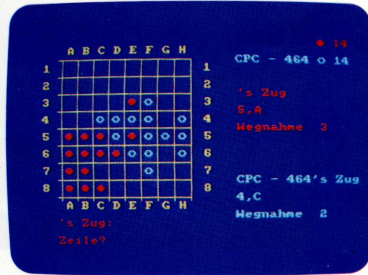 ● 14
CPC - 464 o 14
A B C D E F G H
1 1
2 2
3 3
4 4
5 5
6 6
7 7
8 8
A B C D E F G H
's Zug
5,A
Wegnahme 3
CPC - 464's Zug
4,C
Wegnahme 2
's Zug:
Zeile?